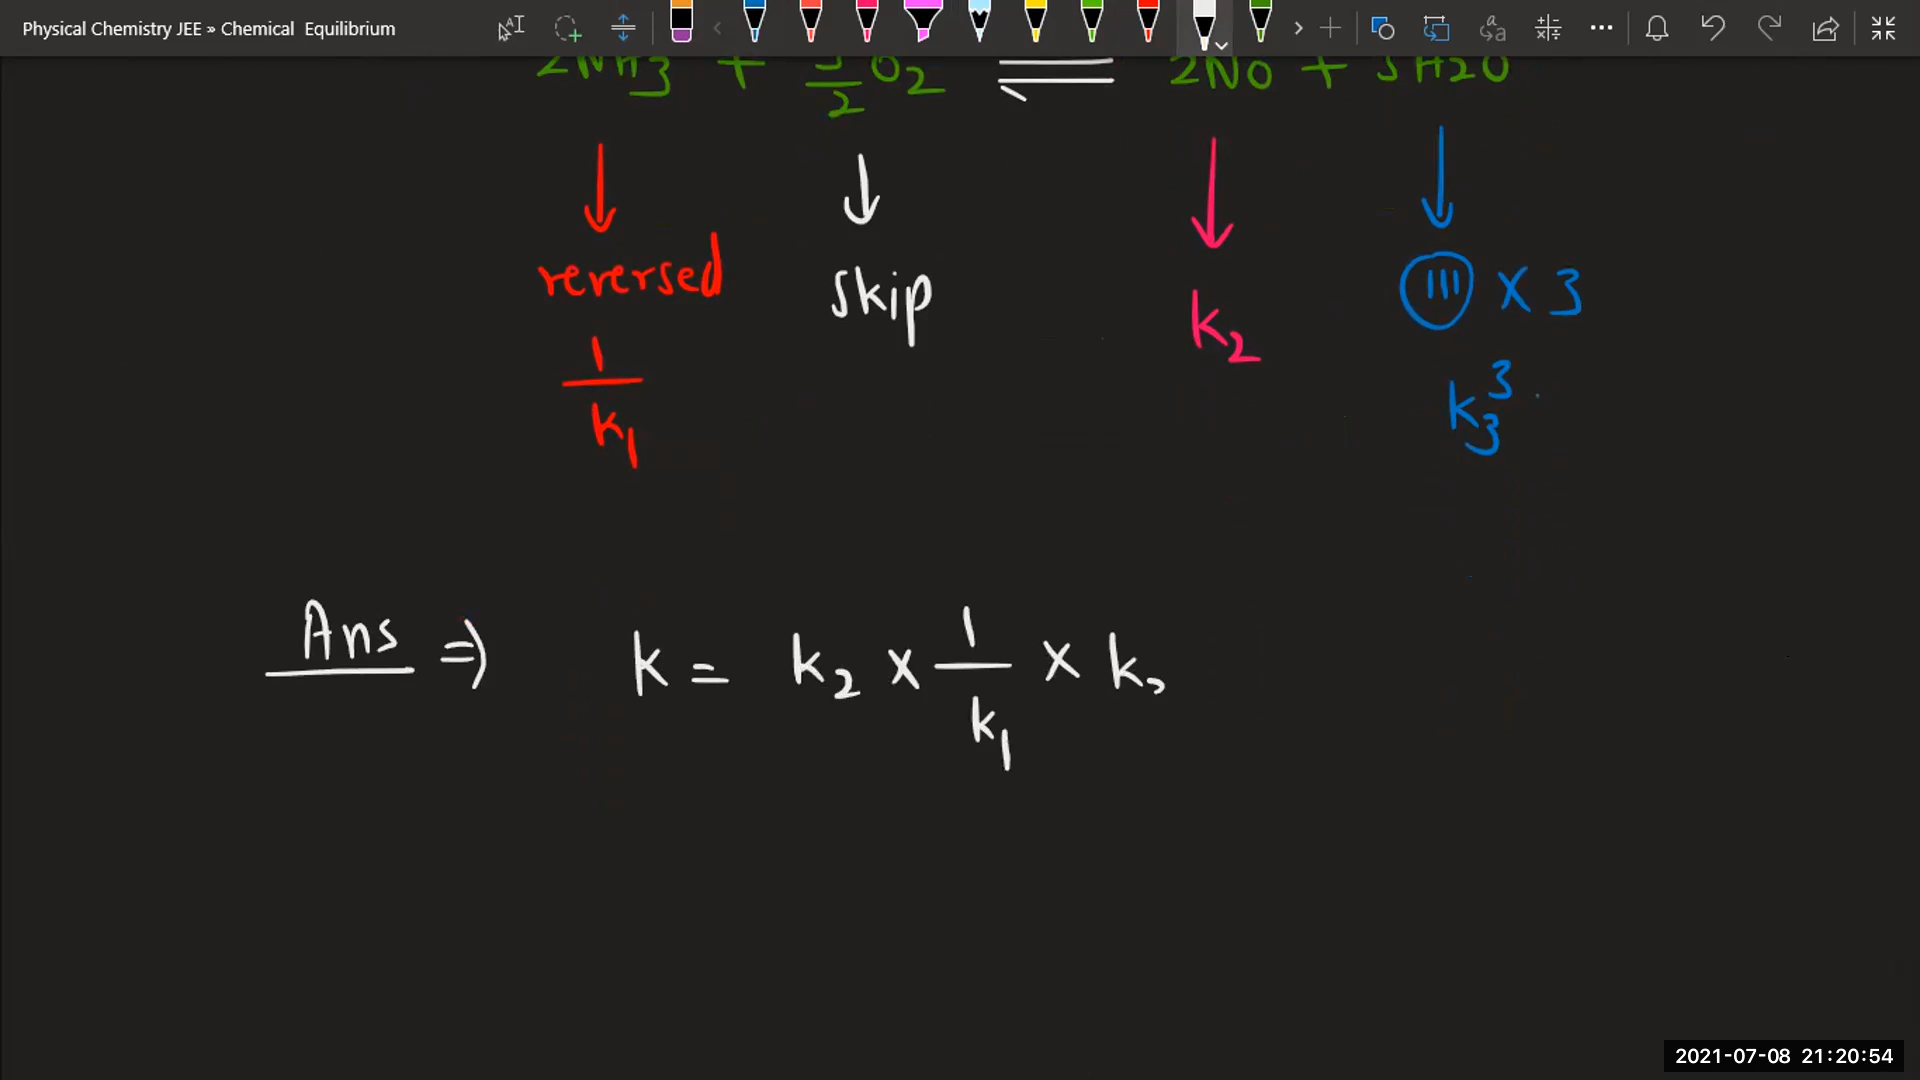 Physical Chemistry JEE » Chemical Equilibrium
2NH3 + 5/2 O2 ⇌ 2NO + 3H2O
reversed skip k2 III × 3
1/k1 k3^3
Ans ⇒ k = k2 × 1/k1 × k
2021-07-08 21:20:54